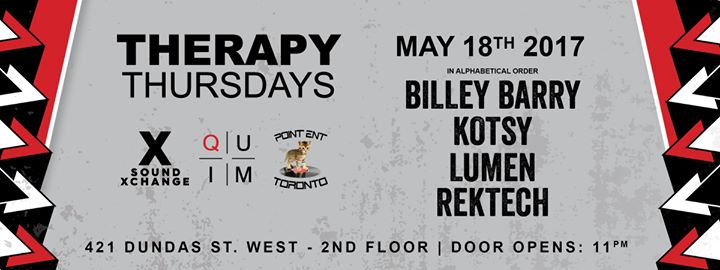 THERAPY
THURSDAYS
X
SOUND
XCHANGE
Q U
I M
POINT ENT
TORONTO
MAY 18TH 2017
IN ALPHABETICAL ORDER
BILLEY BARRY
KOTSY
LUMEN
REKTECH
421 DUNDAS ST. WEST - 2ND FLOOR | DOOR OPENS: 11PM